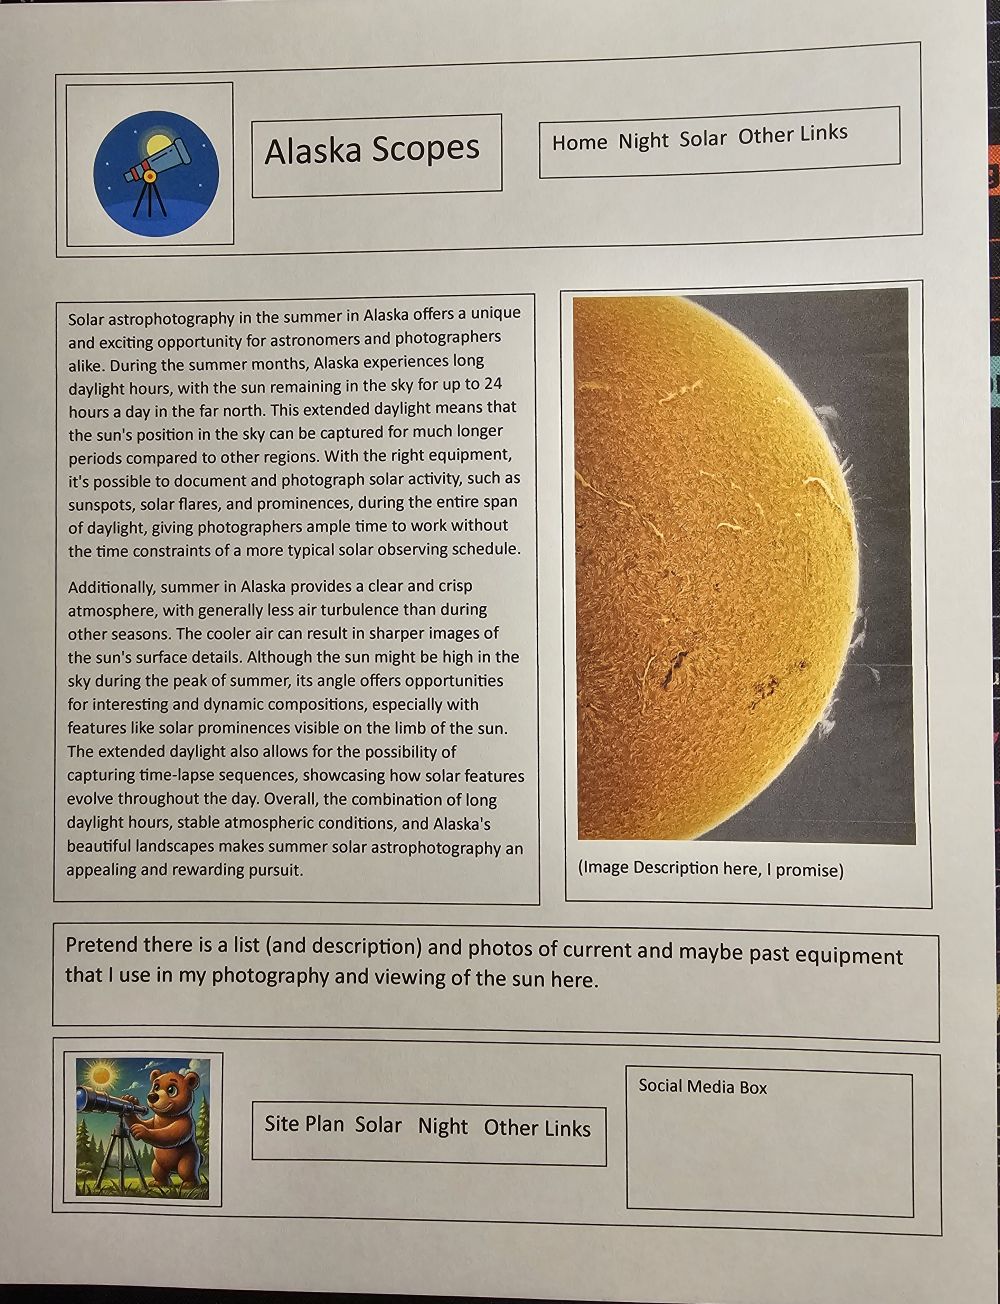 Alaska Scopes
Home Night Solar Other Links
Solar astrophotography in the summer in Alaska offers a unique
and exciting opportunity for astronomers and photographers
alike. During the summer months, Alaska experiences long
daylight hours, with the sun remaining in the sky for up to 24
hours a day in the far north. This extended daylight means that
the sun's position in the sky can be captured for much longer
periods compared to other regions. With the right equipment,
it's possible to document and photograph solar activity, such as
sunspots, solar flares, and prominences, during the entire span
of daylight, giving photographers ample time to work without
the time constraints of a more typical solar observing schedule.
Additionally, summer in Alaska provides a clear and crisp
atmosphere, with generally less air turbulence than during
other seasons. The cooler air can result in sharper images of
the sun's surface details. Although the sun might be high in the
sky during the peak of summer, its angle offers opportunities
for interesting and dynamic compositions, especially with
features like solar prominences visible on the limb of the sun.
The extended daylight also allows for the possibility of
capturing time-lapse sequences, showcasing how solar features
evolve throughout the day. Overall, the combination of long
daylight hours, stable atmospheric conditions, and Alaska's
beautiful landscapes makes summer solar astrophotography an
appealing and rewarding pursuit.
(Image Description here, I promise)
Pretend there is a list (and description) and photos of current and maybe past equipment
that I use in my photography and viewing of the sun here.
Site Plan Solar Night Other Links
Social Media Box